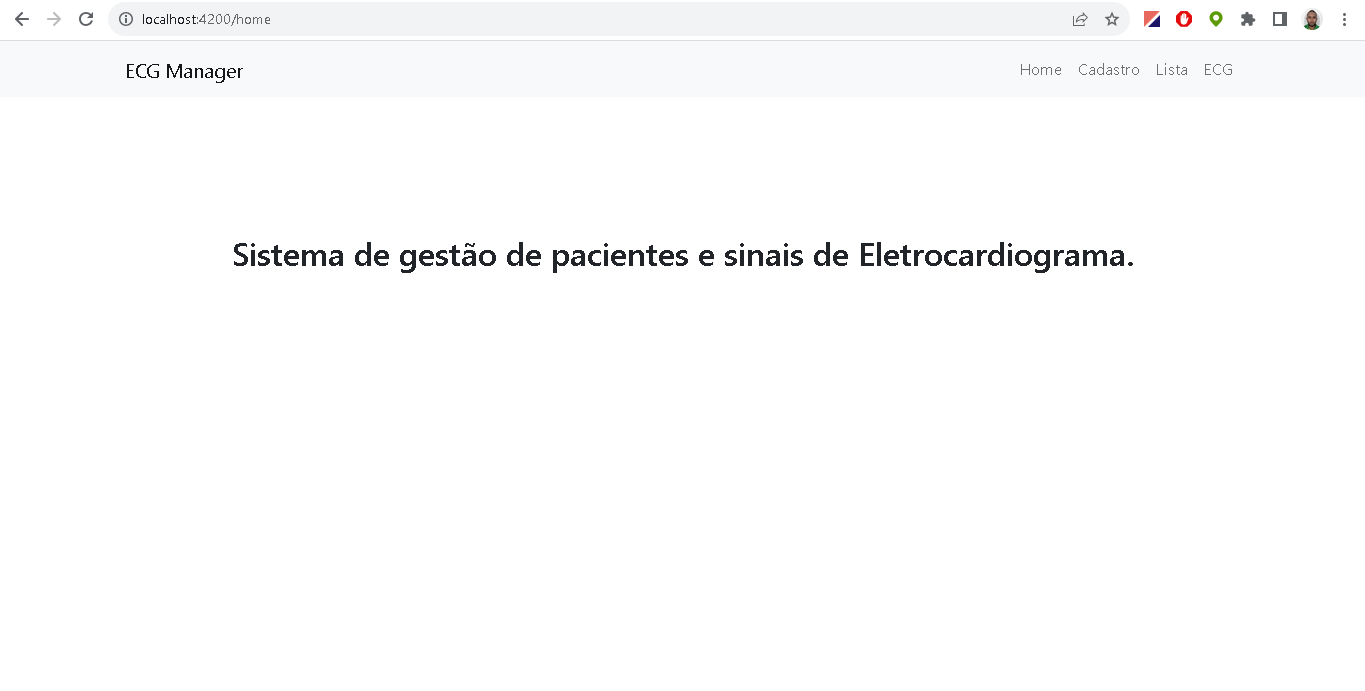 localhost:4200/home
ECG Manager
Home Cadastro Lista ECG
Sistema de gestão de pacientes e sinais de Eletrocardiograma.